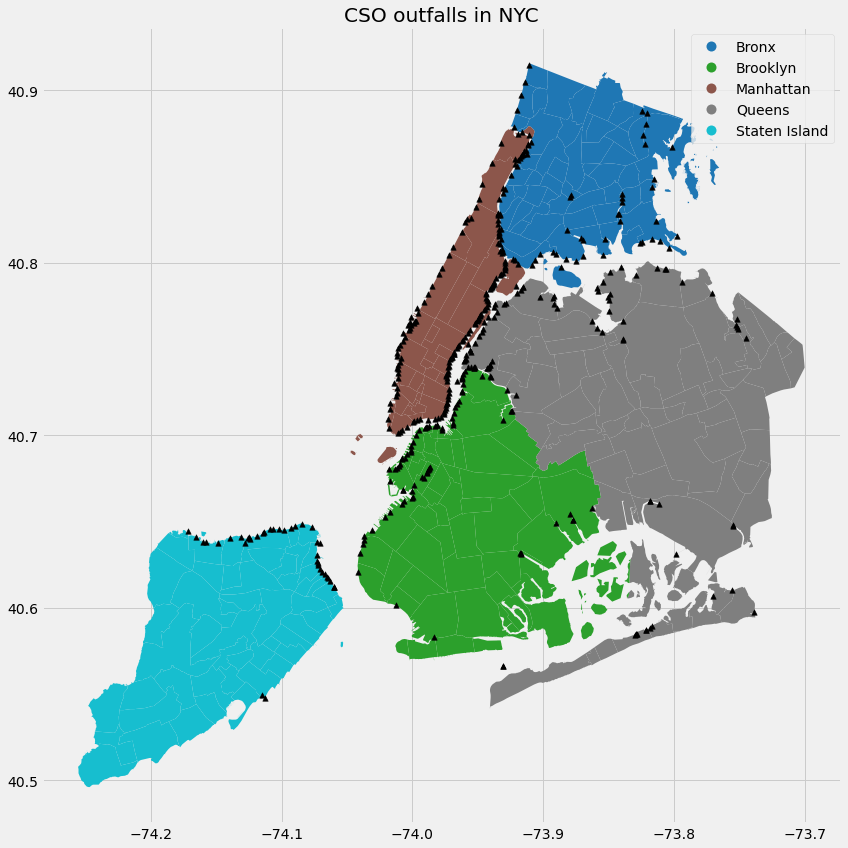 CSO outfalls in NYC
Bronx
Brooklyn
Manhattan
Queens
Staten Island
40.9
40.8
40.7
40.6
40.5
−74.2 −74.1 −74.0 −73.9 −73.8 −73.7